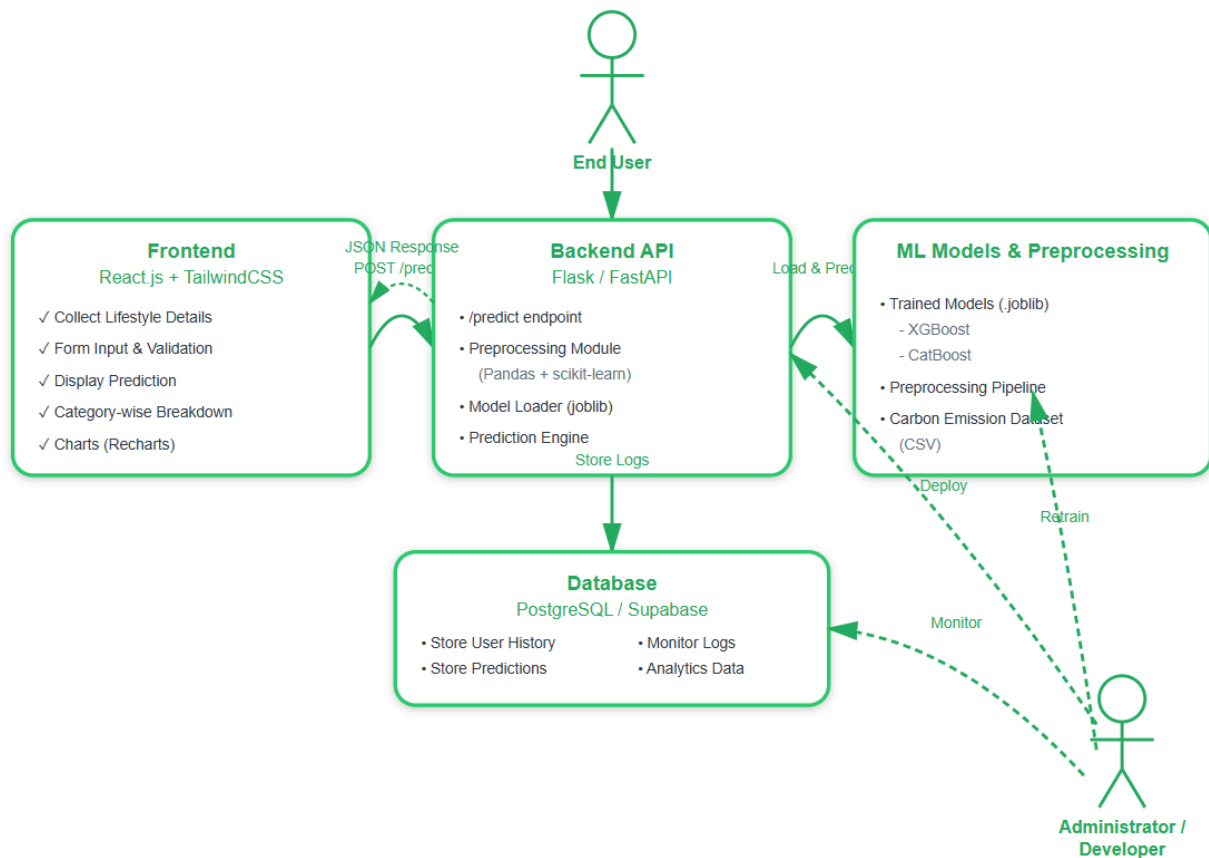 End User
Frontend
React.js + TailwindCSS
✓ Collect Lifestyle Details
✓ Form Input & Validation
✓ Display Prediction
✓ Category-wise Breakdown
✓ Charts (Recharts)
JSON Response
POST /pred
Backend API
Flask / FastAPI
• /predict endpoint
• Preprocessing Module
(Pandas + scikit-learn)
• Model Loader (joblib)
• Prediction Engine
Store Logs
Load & Pred
ML Models & Preprocessing
• Trained Models (.joblib)
- XGBoost
- CatBoost
• Preprocessing Pipeline
• Carbon Emission Dataset
(CSV)
Deploy
Retrain
Database
PostgreSQL / Supabase
• Store User History
• Store Predictions
• Monitor Logs
• Analytics Data
Monitor
Administrator /
Developer